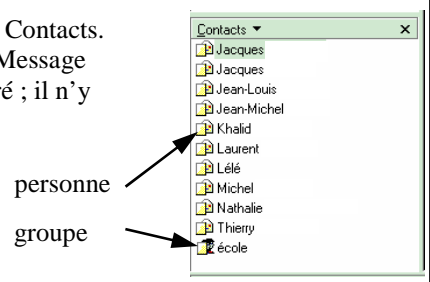 Contacts.
Message
é ; il n’y
personne
groupe
Contacts
Jacques
Jacques
Jean-Louis
Jean-Michel
Khalid
Laurent
Lélé
Michel
Nathalie
Thierry
école